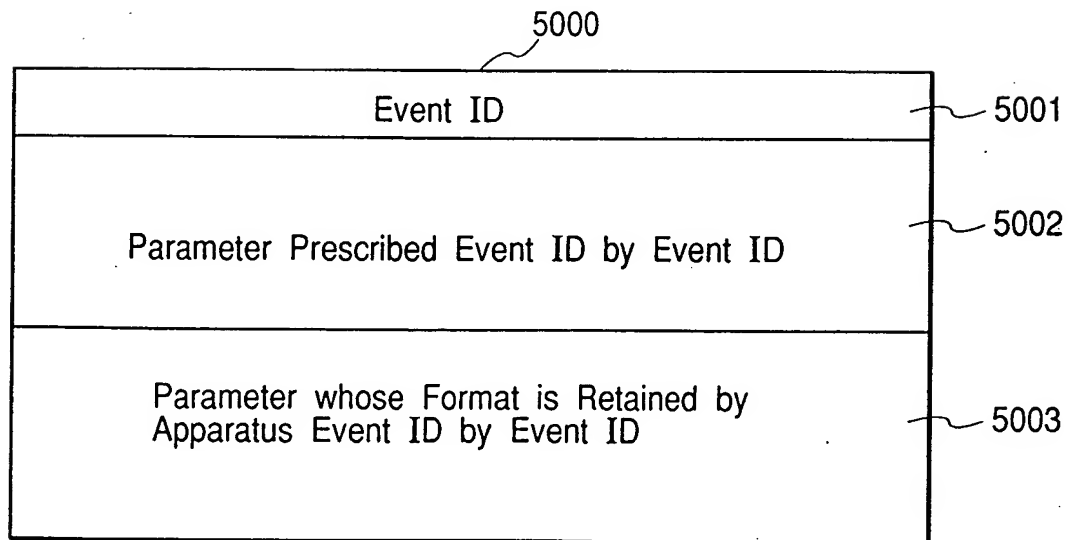 5000
Event ID
5001
Parameter Prescribed Event ID by Event ID
5002
Parameter whose Format is Retained by
Apparatus Event ID by Event ID
5003